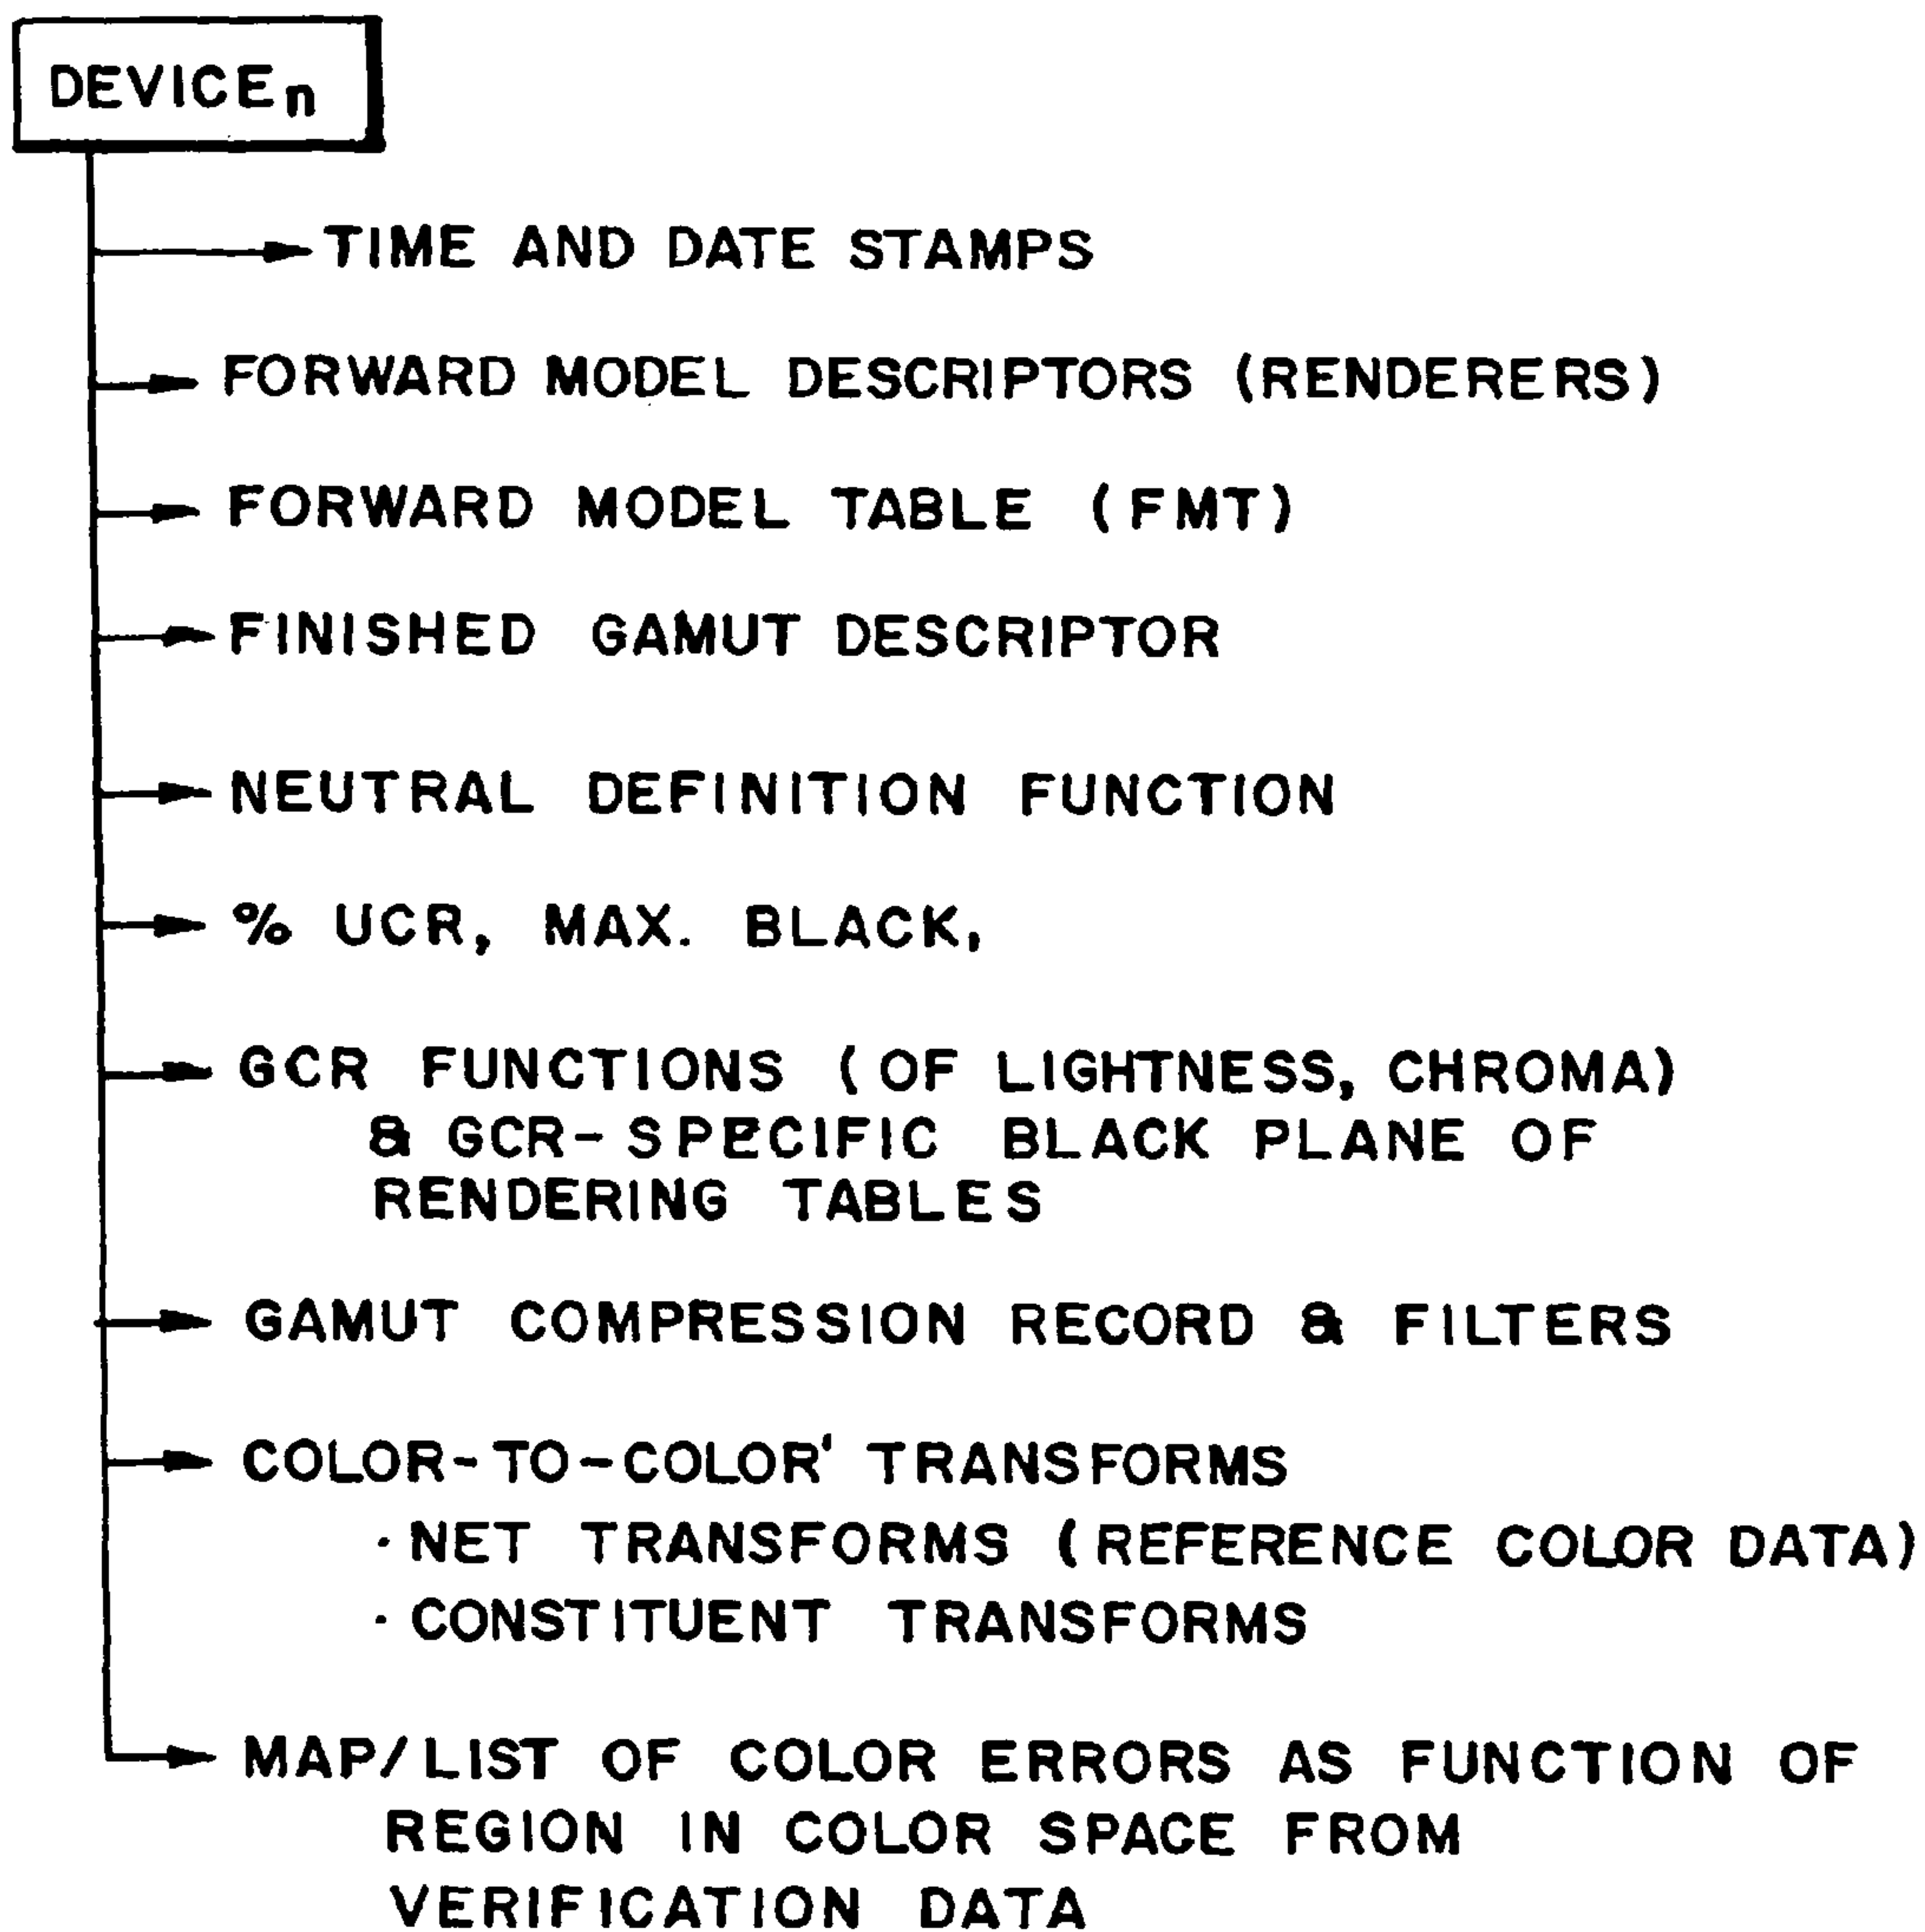 DEVICEn
TIME AND DATE STAMPS
FORWARD MODEL DESCRIPTORS (RENDERERS)
FORWARD MODEL TABLE (FMT)
FINISHED GAMUT DESCRIPTOR
NEUTRAL DEFINITION FUNCTION
% UCR, MAX. BLACK,
GCR FUNCTIONS (OF LIGHTNESS, CHROMA)
& GCR-SPECIFIC BLACK PLANE OF
RENDERING TABLES
GAMUT COMPRESSION RECORD & FILTERS
COLOR-TO-COLOR' TRANSFORMS
· NET TRANSFORMS (REFERENCE COLOR DATA)
· CONSTITUENT TRANSFORMS
MAP/LIST OF COLOR ERRORS AS FUNCTION OF
REGION IN COLOR SPACE FROM
VERIFICATION DATA